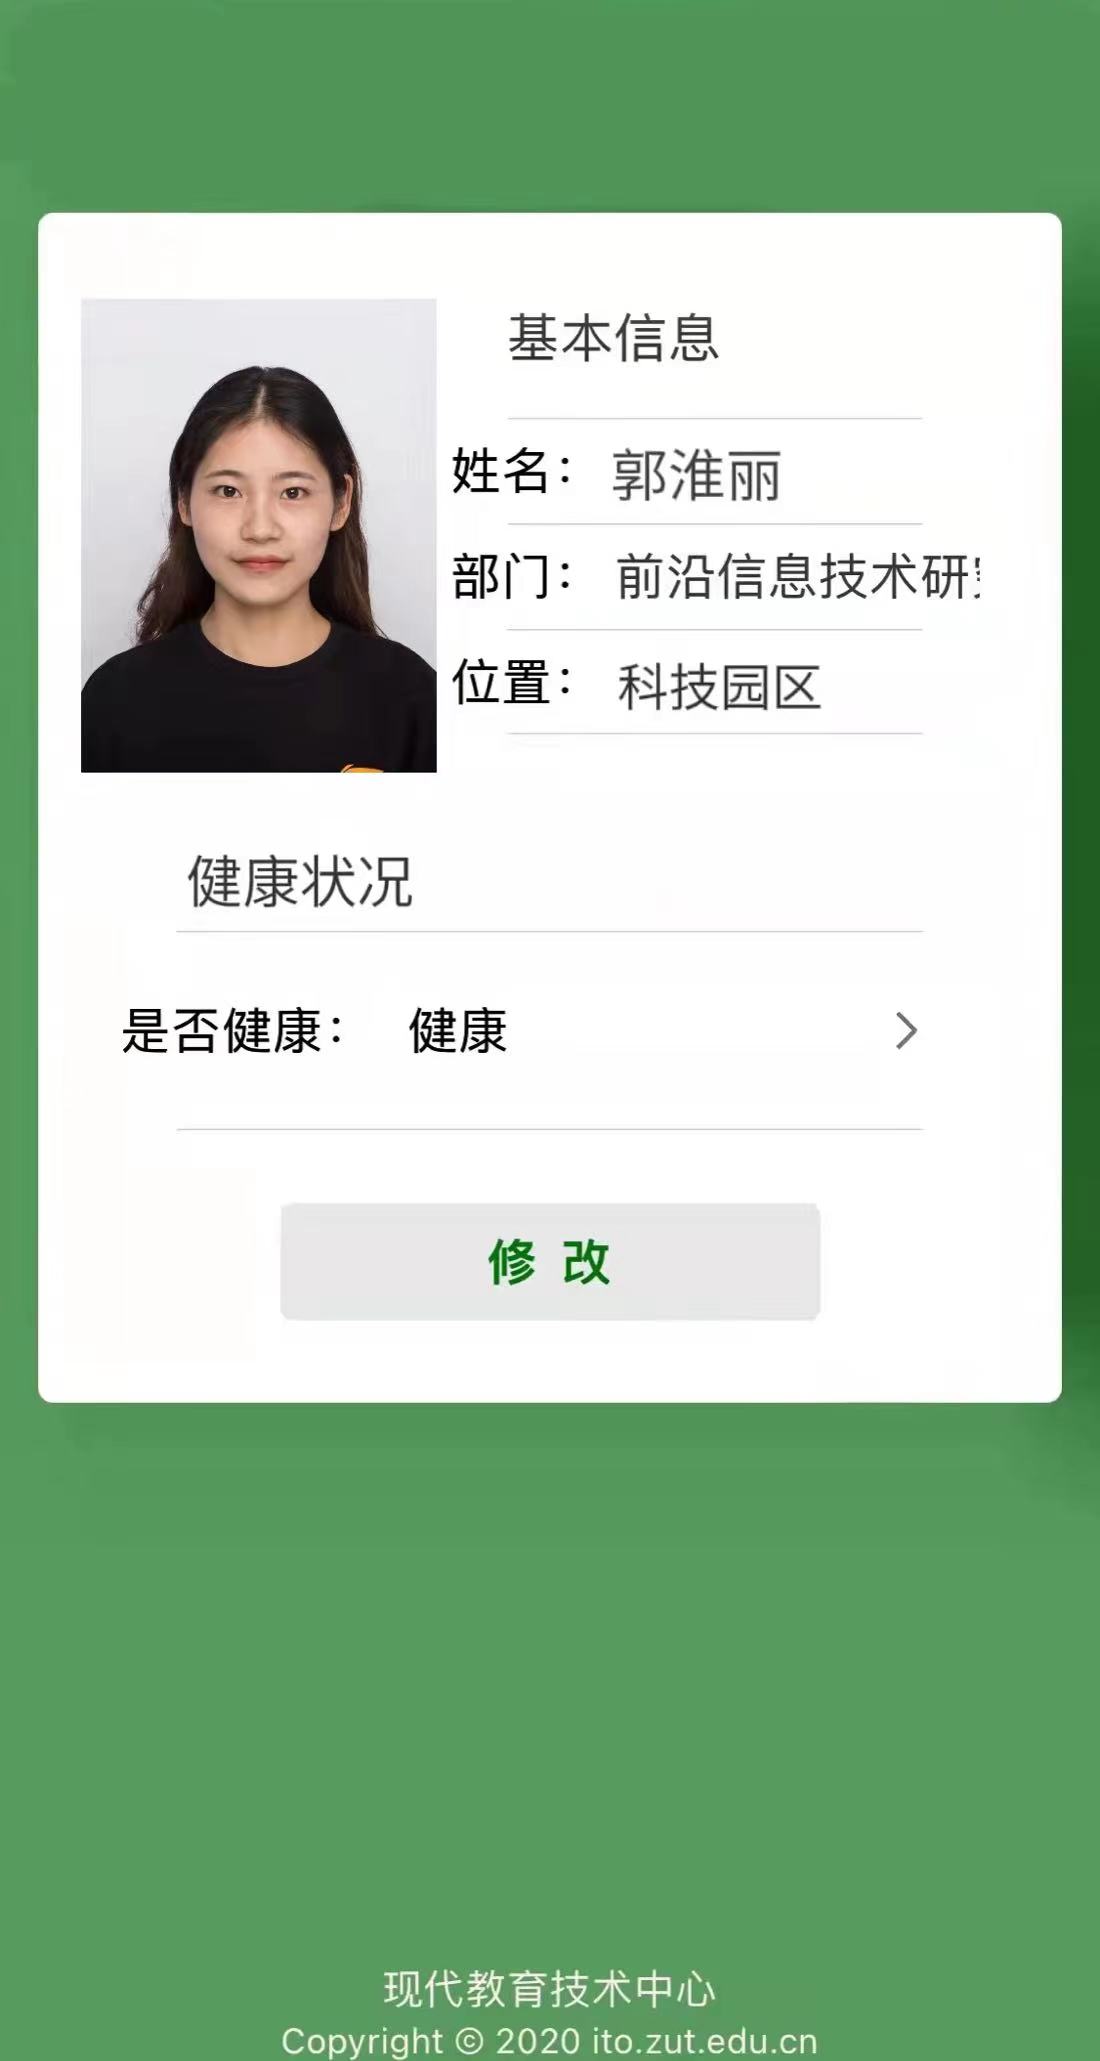 基本信息
姓名： 郭淮丽
部门： 前沿信息技术研
位置： 科技园区
健康状况
是否健康： 健康
修 改
现代教育技术中心
Copyright © 2020 ito.zut.edu.cn